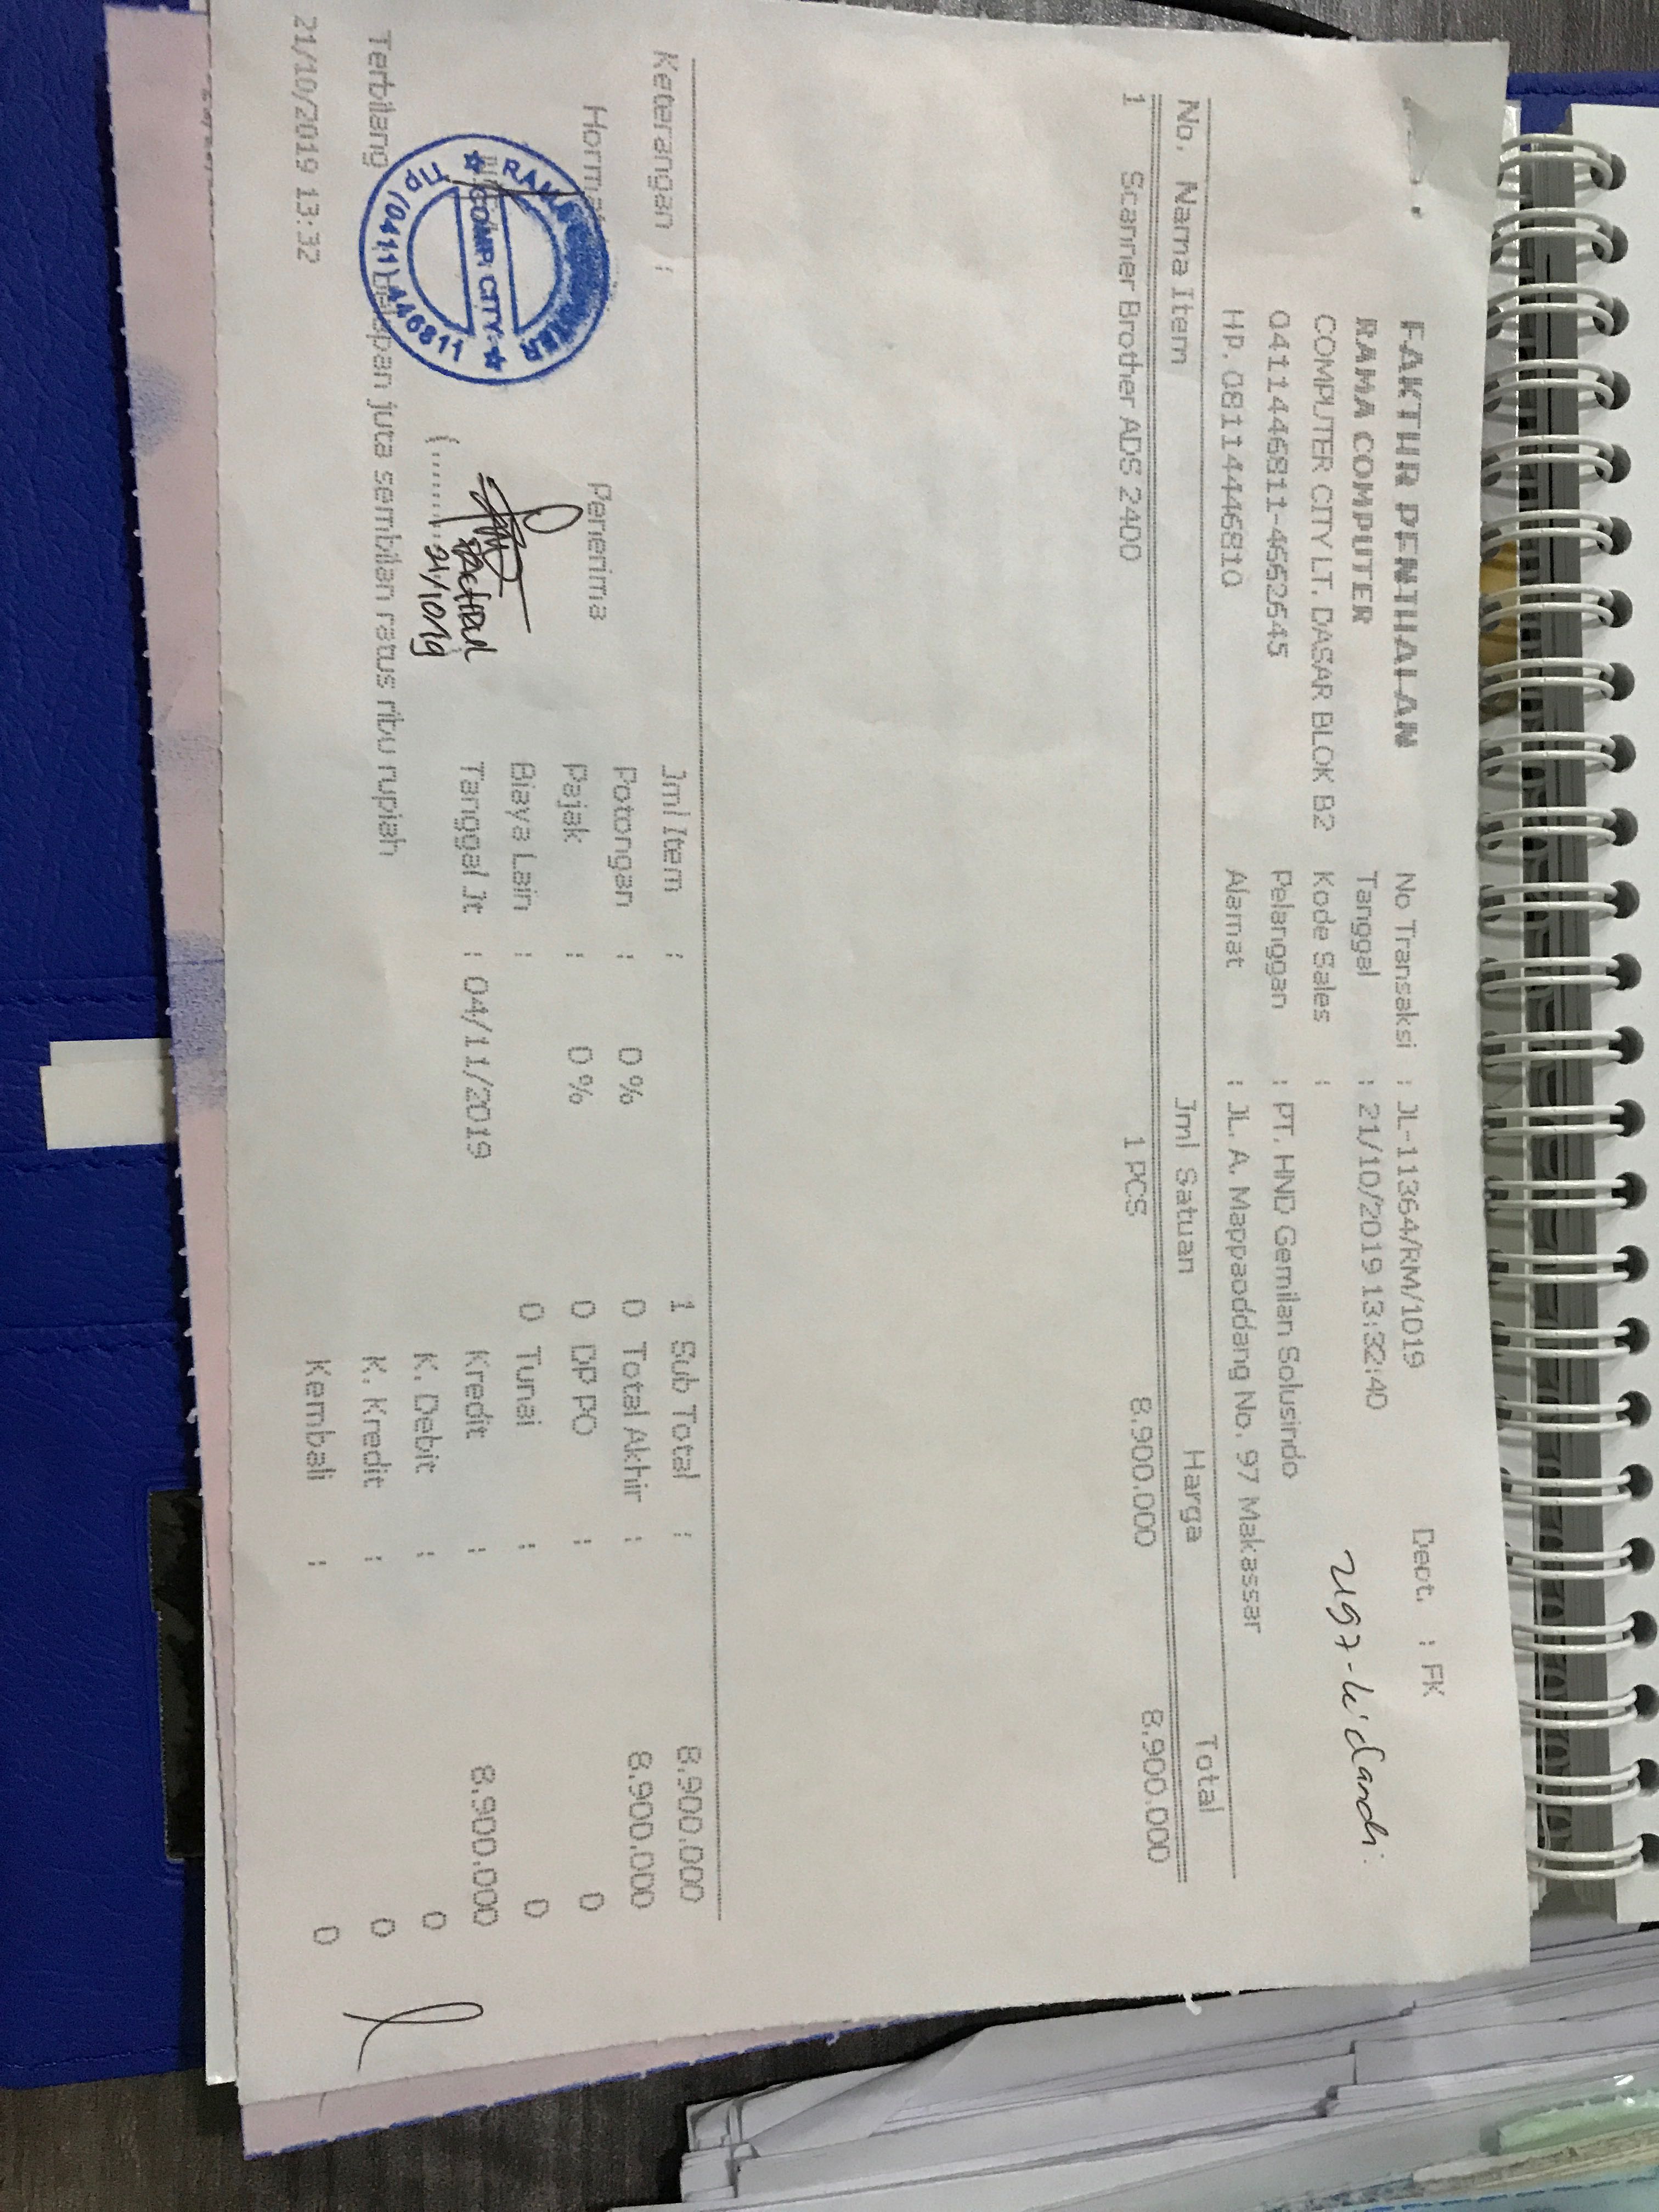 FAKTUR PENJUALAN
No Transaksi : JL-11364/RM/1019
Dept. : FK
RAMA COMPUTER
Tanggal : 21/10/2019 13:32:40
COMPUTER CITY LT. DASAR BLOK B2
Kode Sales :
0411446811-4662645
Pelanggan : PT. HND Gemilan Solusindo
Hp. 0811446810
Alamat : JL. A. Mappaoddang No. 97 Makassar
No. Nama Item Jml Satuan Harga Total
1 Scanner Brother ADS 2400 1 PCS 8.900.000 8.900.000
Keterangan :
Jml Item : 1 Sub Total : 8.900.000
Hormat Penerima
Potongan : 0 % 0 Total Akhir : 8.900.000
Pajak : 0 % 0 DP PO : 0
Biaya Lain : 0 Tunai : 0
Tanggal Jt : 04/11/2019 Kredit : 8.900.000
K. Debit : 0
K. Kredit : 0
Kembali : 0
RAMA COMPUTER
COMP. CITY
Tlp (0411) 446811
21/10/19
Terbilang delapan juta sembilan ratus ribu rupiah
21/10/2019 13:32